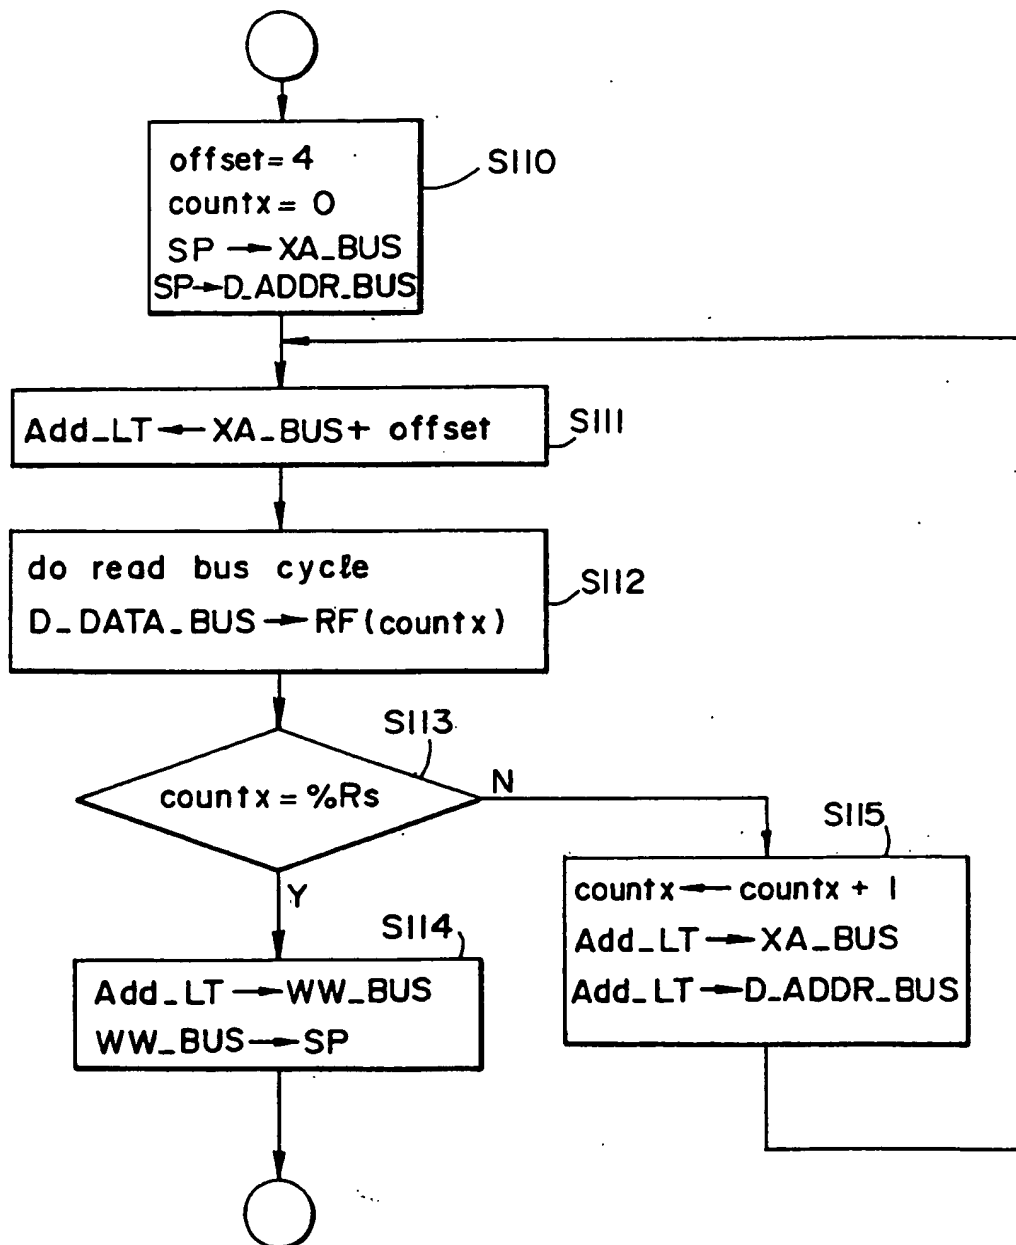 offset = 4
countx = 0
SP → XA_BUS
SP → D_ADDR_BUS
S110
Add_LT ← XA_BUS + offset
S111
do read bus cycle
D_DATA_BUS → RF(countx)
S112
S113
countx = %Rs
N
Y
S115
countx ← countx + 1
Add_LT → XA_BUS
Add_LT → D_ADDR_BUS
S114
Add_LT → WW_BUS
WW_BUS → SP